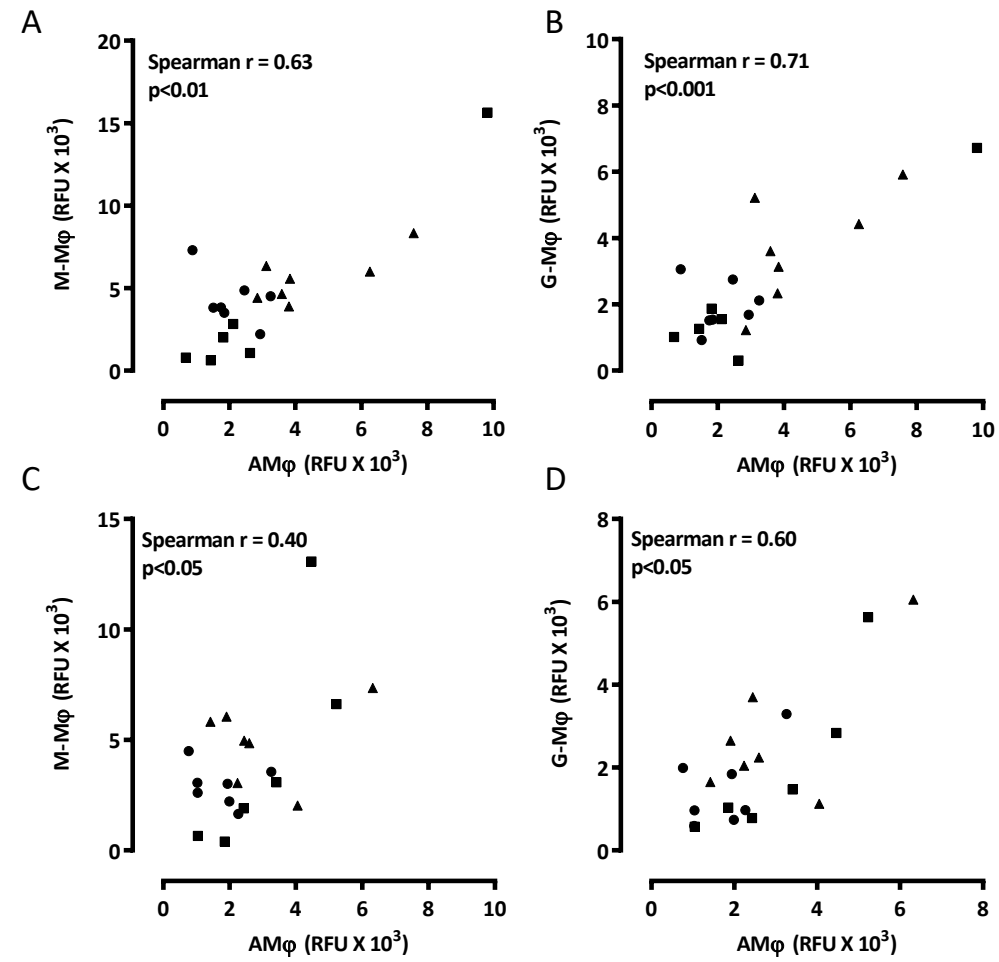 A
Spearman r = 0.63
p<0.01
M-Mφ (RFU X 10³)
20
15
10
5
0
0 2 4 6 8 10
AMφ (RFU X 10³)
B
Spearman r = 0.71
p<0.001
G-Mφ (RFU X 10³)
10
8
6
4
2
0
0 2 4 6 8 10
AMφ (RFU X 10³)
C
Spearman r = 0.40
p<0.05
M-Mφ (RFU X 10³)
15
10
5
0
0 2 4 6 8 10
AMφ (RFU X 10³)
D
Spearman r = 0.60
p<0.05
G-Mφ (RFU X 10³)
8
6
4
2
0
0 2 4 6 8
AMφ (RFU X 10³)